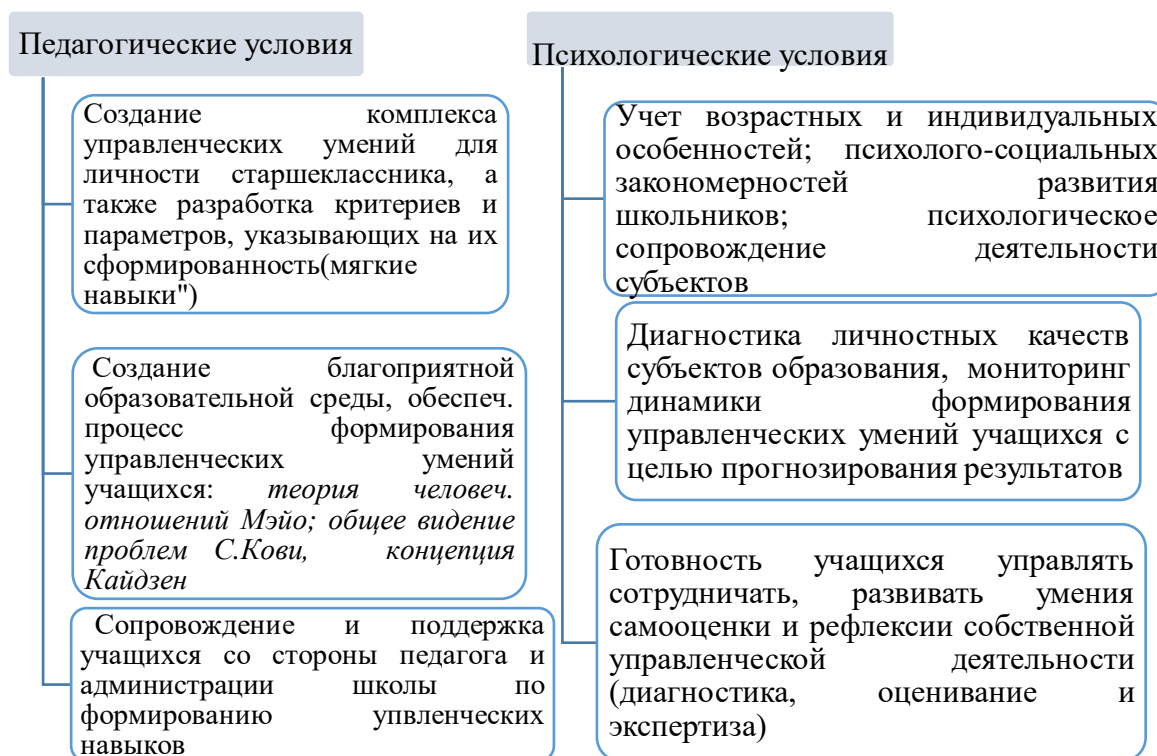 Педагогические условия
Создание комплекса
управленческих умений для
личности старшеклассника, а
также разработка критериев и
параметров, указывающих на их
сформированность(мягкие
навыки")
Создание благоприятной
образовательной среды, обеспеч.
процесс формирования
управленческих умений
учащихся: теория человеч.
отношений Мэйо; общее видение
проблем С.Кови, концепция
Кайдзен
Сопровождение и поддержка
учащихся со стороны педагога и
администрации школы по
формированию упвленческих
навыков
Психологические условия
Учет возрастных и индивидуальных
особенностей; психолого-социальных
закономерностей развития
школьников; психологическое
сопровождение деятельности
субъектов
Диагностика личностных качеств
субъектов образования, мониторинг
динамики формирования
управленческих умений учащихся с
целью прогнозирования результатов
Готовность учащихся управлять
сотрудничать, развивать умения
самооценки и рефлексии собственной
управленческой деятельности
(диагностика, оценивание и
экспертиза)